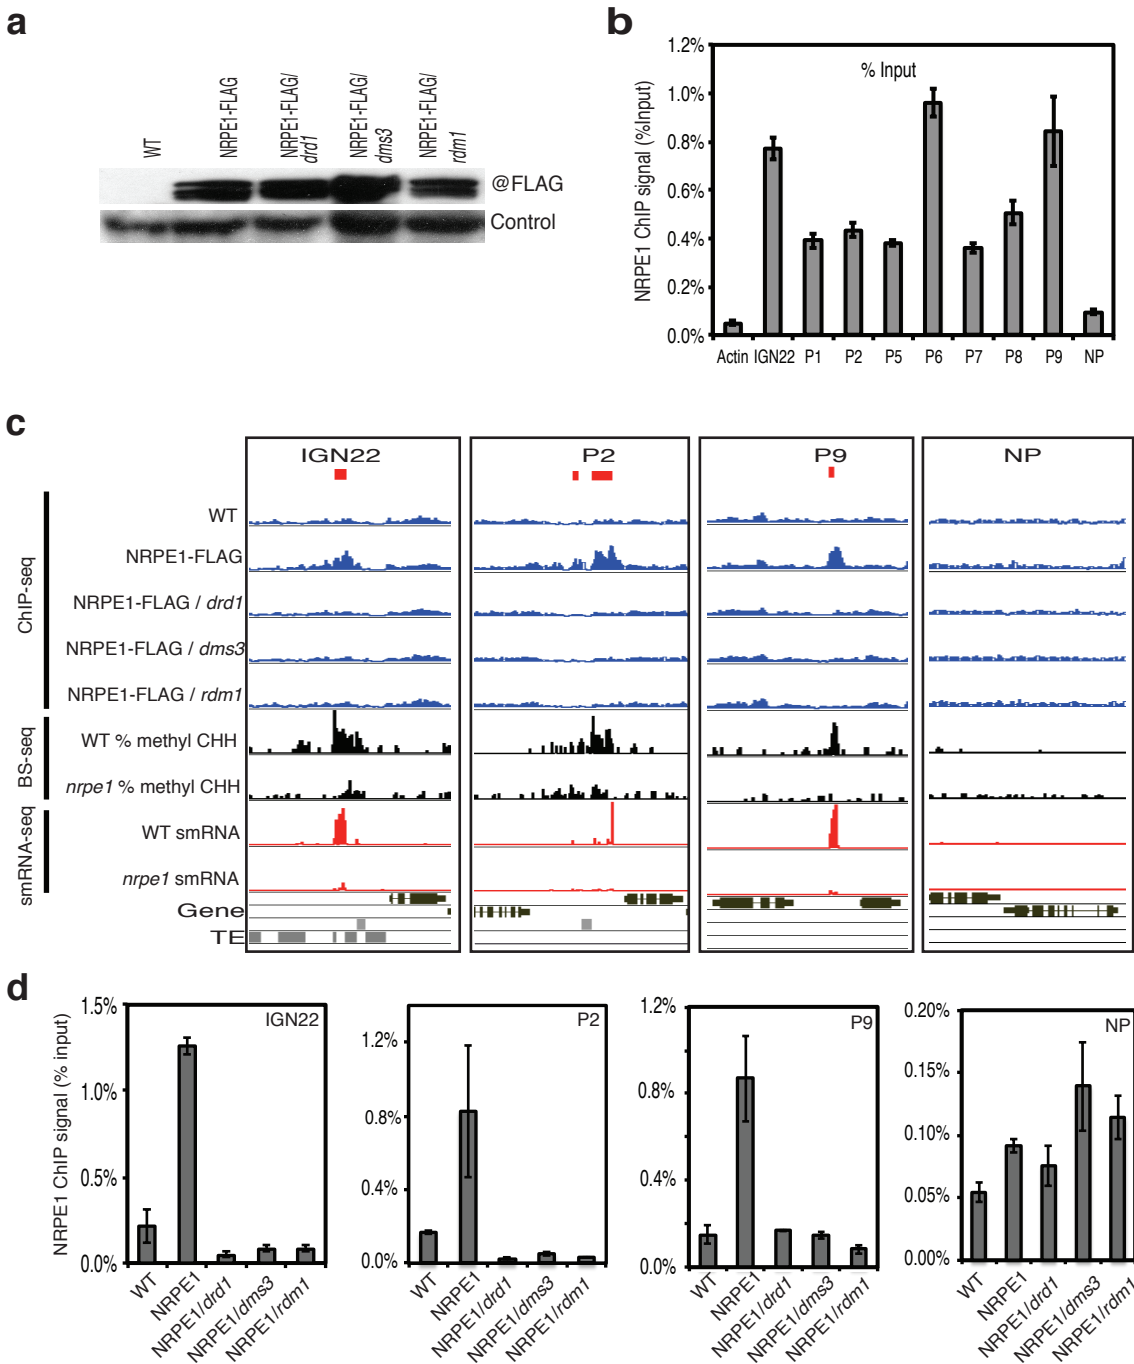 a
WT
NRPE1-FLAG
NRPE1-FLAG/
drd1
NRPE1-FLAG/
dms3
NRPE1-FLAG/
rdm1
@FLAG
Control
b
NRPE1 ChIP signal (%Input)
% Input
1.2%
1.0%
0.8%
0.6%
0.4%
0.2%
0.0%
Actin IGN22 P1 P2 P5 P6 P7 P8 P9 NP
c
IGN22 P2 P9 NP
ChIP-seq
WT
NRPE1-FLAG
NRPE1-FLAG / drd1
NRPE1-FLAG / dms3
NRPE1-FLAG / rdm1
BS-seq
WT % methyl CHH
nrpe1 % methyl CHH
smRNA-seq
WT smRNA
nrpe1 smRNA
Gene
TE
d
NRPE1 ChIP signal (% input)
IGN22
1.5%
1.0%
0.5%
0.0%
WT
NRPE1
NRPE1/drd1
NRPE1/dms3
NRPE1/rdm1
P2
1.2%
0.8%
0.4%
0.0%
WT
NRPE1
NRPE1/drd1
NRPE1/dms3
NRPE1/rdm1
P9
1.2%
0.8%
0.4%
0.0%
WT
NRPE1
NRPE1/drd1
NRPE1/dms3
NRPE1/rdm1
NP
0.20%
0.15%
0.10%
0.05%
0.00%
WT
NRPE1
NRPE1/drd1
NRPE1/dms3
NRPE1/rdm1